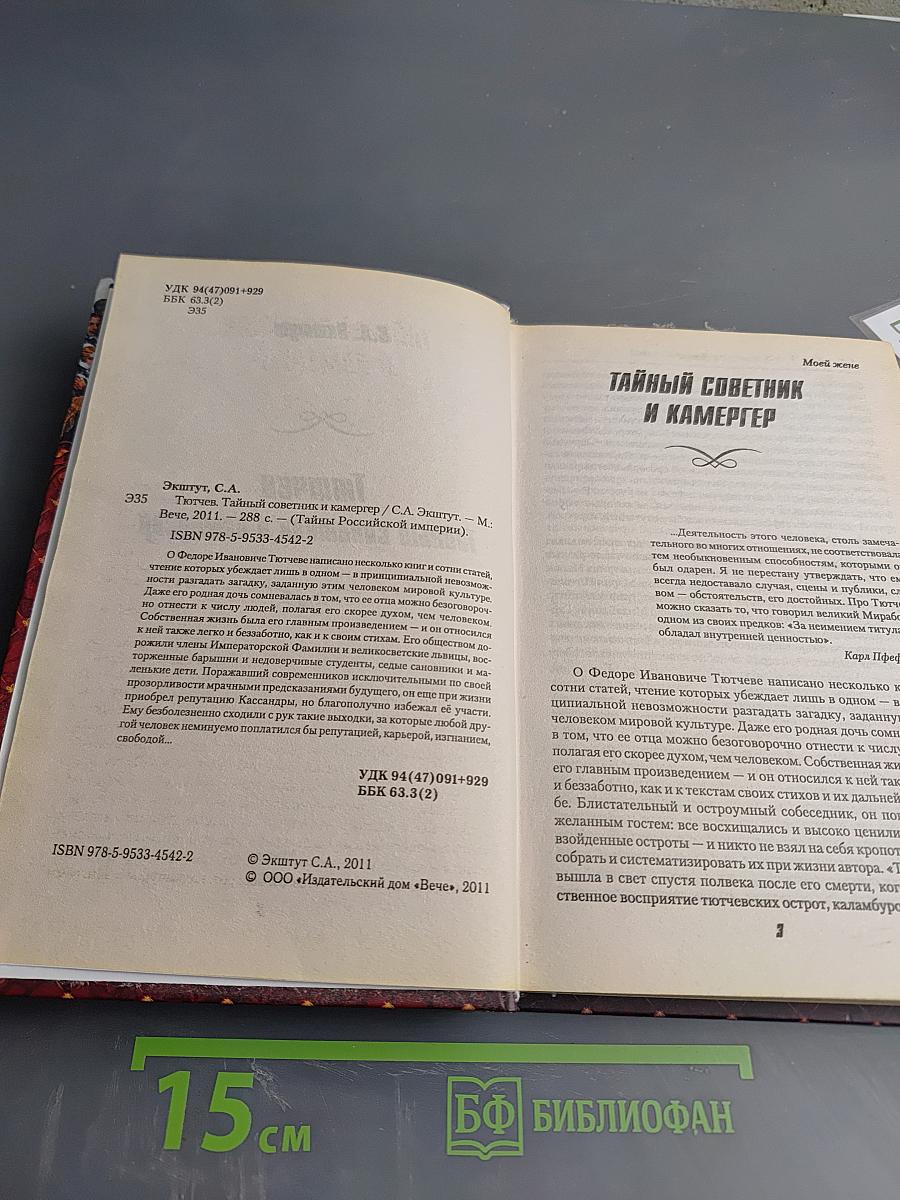 УДК 94(47)091+929
ББК 63.3(2)
Э35
Экштут, С.А.
Э35 Тютчев. Тайный советник и камергер / С.А. Экштут. — М.:
Вече, 2011. — 288 с. — (Тайны Российской империи).
ISBN 978-5-9533-4542-2
О Федоре Ивановиче Тютчеве написано несколько книг и сотни статей,
чтение которых убеждает лишь в одном — в принципиальной невозмож-
ности разгадать загадку, заданную этим человеком мировой культуре.
Даже его родная дочь сомневалась в том, что ее отца можно безоговороч-
но отнести к числу людей, полагая его скорее духом, чем человеком.
Собственная жизнь была его главным произведением — и он относился
к ней также легко и беззаботно, как и к своим стихам. Его обществом до-
рожили члены Императорской Фамилии и великосветские львицы, вос-
торженные барышни и недоверчивые студенты, седые сановники и ма-
ленькие дети. Поражавший современников исключительными по своей
прозорливости мрачными предсказаниями будущего, он еще при жизни
приобрел репутацию Кассандры, но благополучно избежал её участи.
Ему безболезненно сходили с рук такие выходки, за которые любой дру-
гой человек неминуемо поплатился бы репутацией, карьерой, изгнанием,
свободой...
УДК 94(47)091+929
ББК 63.3(2)
ISBN 978-5-9533-4542-2
© Экштут С.А., 2011
© ООО «Издательский дом «Вече», 2011
Моей жене
ТАЙНЫЙ СОВЕТНИК
И КАМЕРГЕР
...Деятельность этого человека, столь замеча-
тельного во многих отношениях, не соответствовала
тем необыкновенным способностям, которыми о
был одарен. Я не перестану утверждать, что ем
всегда недоставало случая, сцены и публики, сл
вом — обстоятельств, его достойных. Про Тютч
можно сказать то, что говорил великий Мирабо
одном из своих предков: «За неимением титула
обладал внутренней ценностью».
Карл Пфеф
О Федоре Ивановиче Тютчеве написано несколько к
сотни статей, чтение которых убеждает лишь в одном — в
ципиальной невозможности разгадать загадку, заданну
человеком мировой культуре. Даже его родная дочь сомн
в том, что ее отца можно безоговорочно отнести к числу
полагая его скорее духом, чем человеком. Собственная жи
его главным произведением — и он относился к ней так
и беззаботно, как и к текстам своих стихов и их дальней
бе. Блистательный и остроумный собеседник, он по
желанным гостем: все восхищались и высоко ценили
взойденные остроты — и никто не взял на себя кропот
собрать и систематизировать их при жизни автора. «Т
вышла в свет спустя полвека после его смерти, ког
ственное восприятие тютчевских острот, каламбуро
3
15 см
БФ БИБЛИОФАН